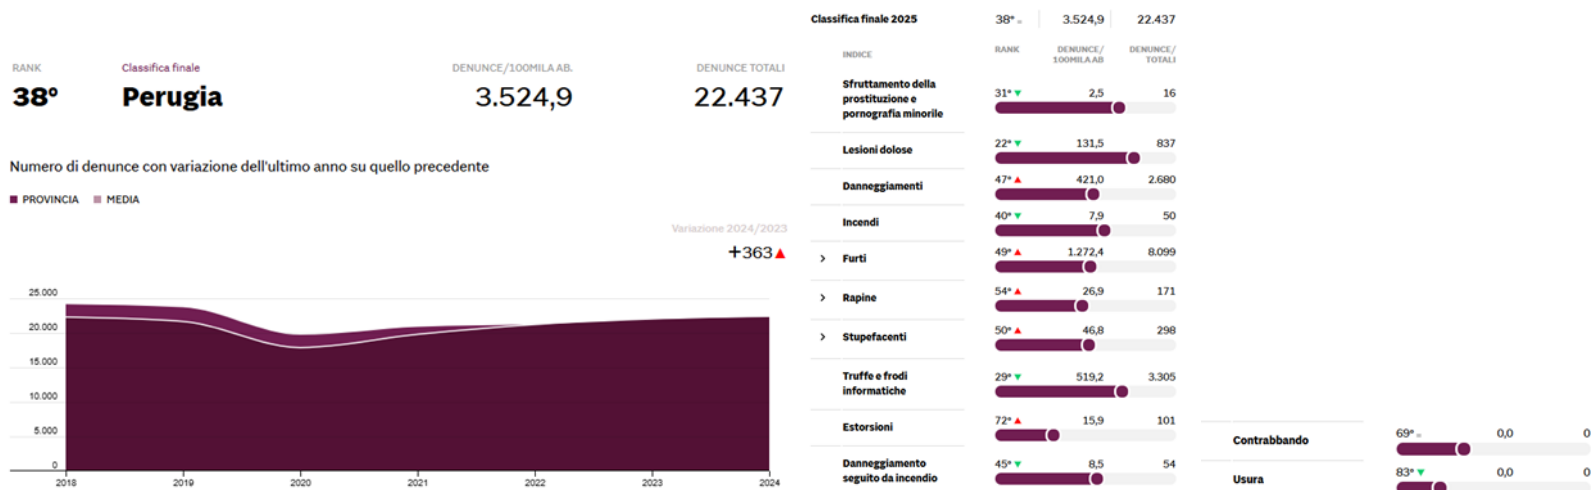 RANK Classifica finale DENUNCE/100MILA AB. DENUNCE TOTALI
38° Perugia 3.524,9 22.437
Numero di denunce con variazione dell'ultimo anno su quello precedente
PROVINCIA MEDIA
Variazione 2024/2023
+363
25.000
20.000
15.000
10.000
5.000
0
2018 2019 2020 2021 2022 2023 2024
Classifica finale 2025 38° = 3.524,9 22.437
INDICE RANK DENUNCE/ DENUNCE/
100MILA AB TOTALI
Sfruttamento della
prostituzione e
pornografia minorile
31° 2,5 16
Lesioni dolose 22° 131,5 837
Danneggiamenti 47° 421,0 2.680
Incendi 40° 7,9 50
Furti 49° 1.272,4 8.099
Rapine 54° 26,9 171
Stupefacenti 50° 46,8 298
Truffe e frodi
informatiche
29° 519,2 3.305
Estorsioni 72° 15,9 101
Danneggiamento
seguito da incendio
45° 8,5 54
Contrabbando 69° = 0,0 0
Usura 83° 0,0 0